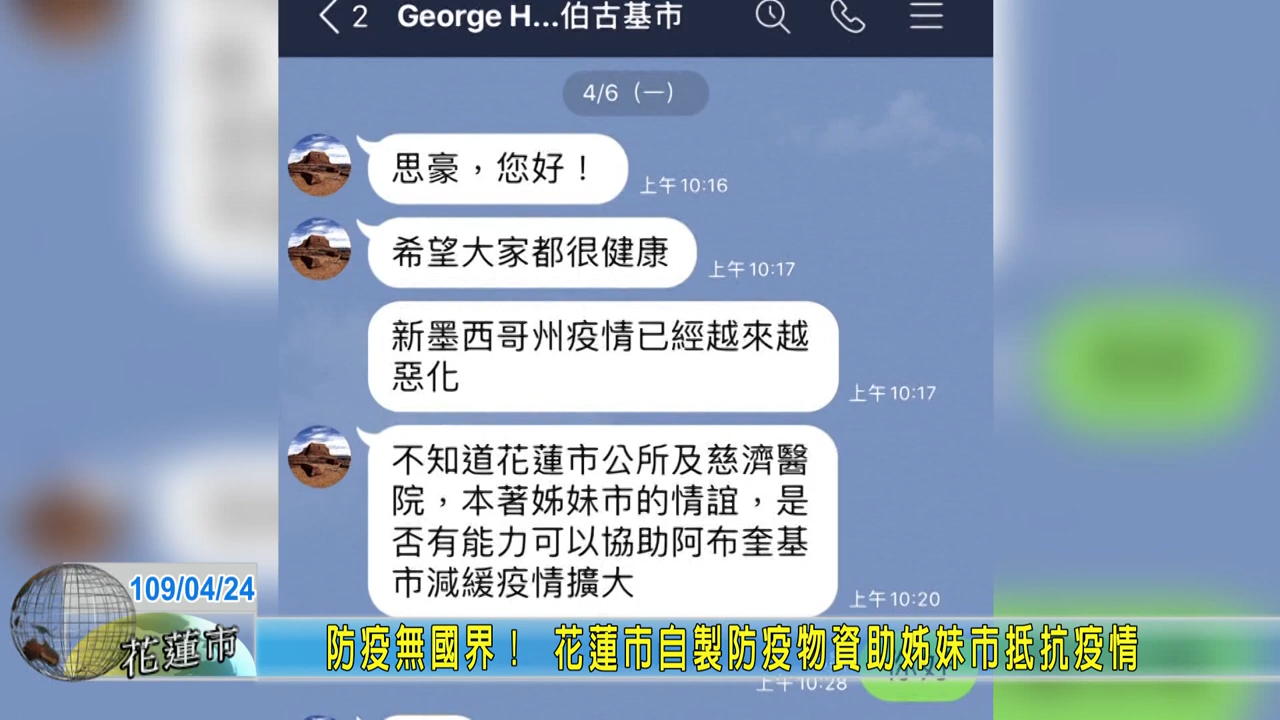 2 George H...伯古基市
4/6（一）
思豪，您好！
上午10:16
希望大家都很健康
上午10:17
新墨西哥州疫情已經越來越
惡化
上午10:17
不知道花蓮市公所及慈濟醫
院，本著姊妹市的情誼，是
否有能力可以協助阿布奎基
市減緩疫情擴大
上午10:20
109/04/24
花蓮市
防疫無國界！ 花蓮市自製防疫物資助姊妹市抵抗疫情
上午10:28